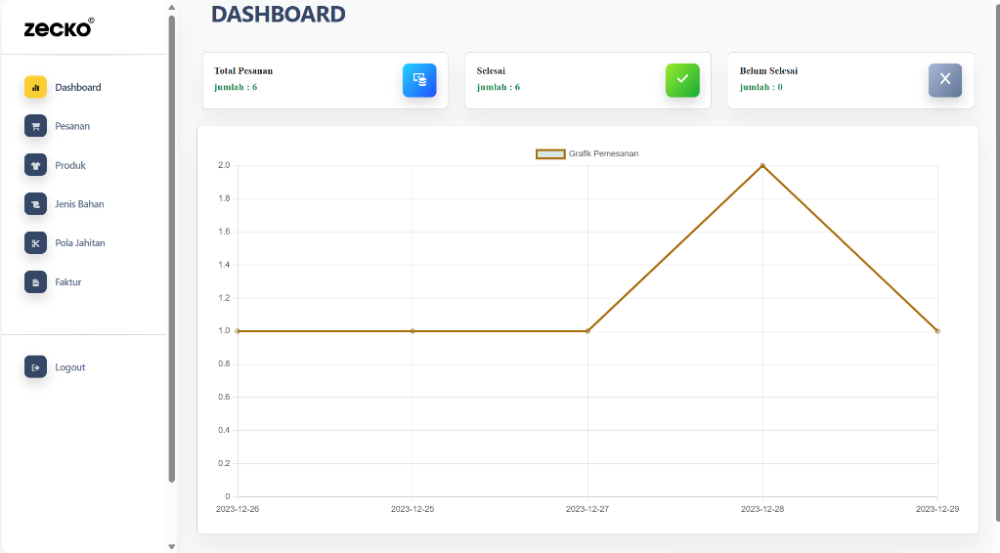 zecko©
DASHBOARD
Dashboard
Pesanan
Produk
Jenis Bahan
Pola Jahitan
Faktur
Logout
Total Pesanan
jumlah : 6
Selesai
jumlah : 6
Belum Selesai
jumlah : 0
Grafik Pemesanan
2.0
1.8
1.6
1.4
1.2
1.0
0.8
0.6
0.4
0.2
0
2023-12-26 2023-12-25 2023-12-27 2023-12-28 2023-12-29